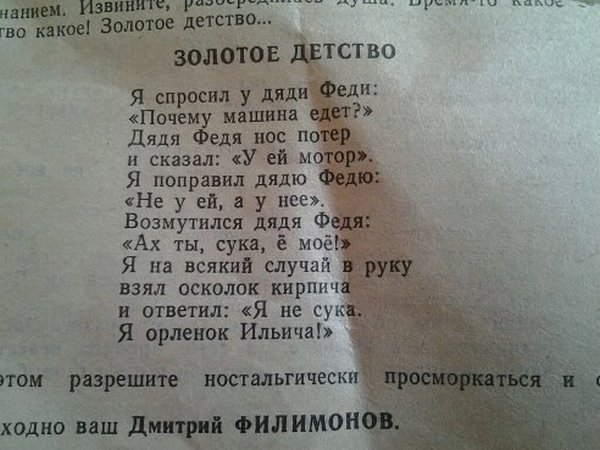 нанием. Извините, разбередилась душа. Время-то какое
тво какое! Золотое детство...
ЗОЛОТОЕ ДЕТСТВО
Я спросил у дяди Феди:
«Почему машина едет?»
Дядя Федя нос потер
и сказал: «У ей мотор».
Я поправил дядю Федю:
«Не у ей, а у нее».
Возмутился дядя Федя:
«Ах ты, сука, ё моё!»
Я на всякий случай в руку
взял осколок кирпича
и ответил: «Я не сука.
Я орленок Ильича!»
этом разрешите ностальгически просморкаться и
ходно ваш Дмитрий ФИЛИМОНОВ.